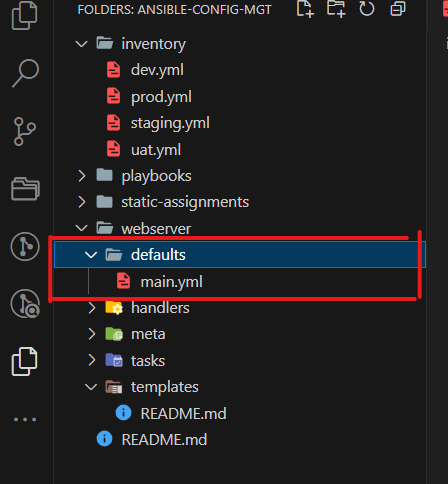 FOLDERS: ANSIBLE-CONFIG-MGT
inventory
dev.yml
prod.yml
staging.yml
uat.yml
playbooks
static-assignments
webserver
defaults
main.yml
handlers
meta
tasks
templates
README.md
README.md